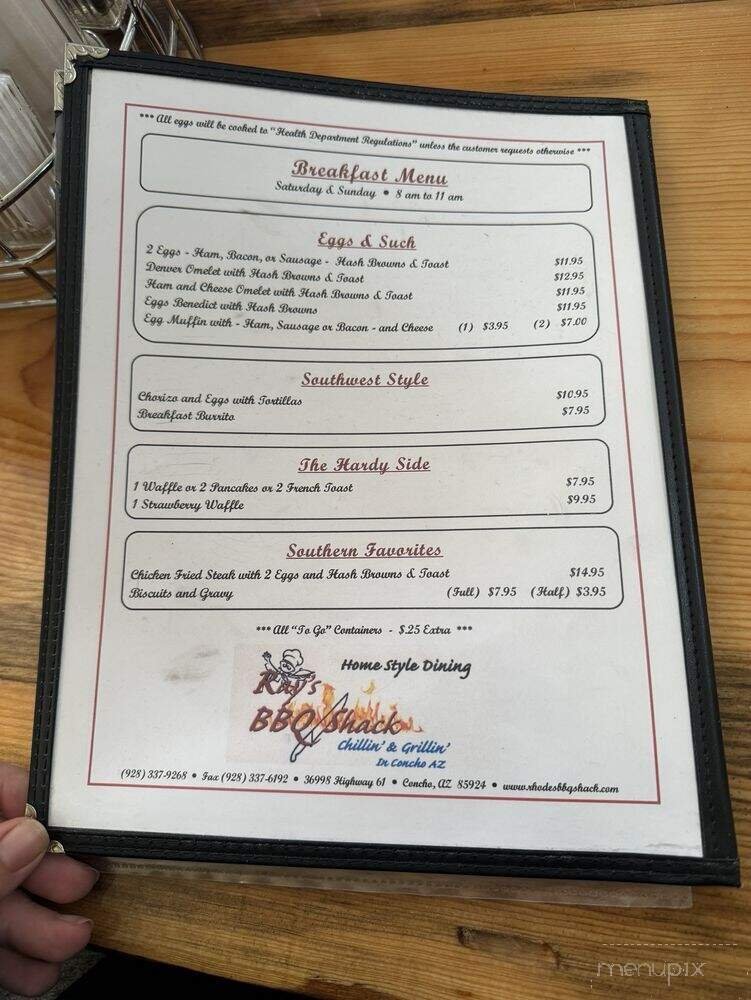 *** All eggs will be cooked to "Health Department Regulations" unless the customer requests otherwise ***
Breakfast Menu
Saturday & Sunday • 8 am to 11 am
Eggs & Such
2 Eggs - Ham, Bacon, or Sausage - Hash Browns & Toast $11.95
Denver Omelet with Hash Browns & Toast $12.95
Ham and Cheese Omelet with Hash Browns & Toast $11.95
Eggs Benedict with Hash Browns $11.95
Egg Muffin with - Ham, Sausage or Bacon - and Cheese (1) $3.95 (2) $7.00
Southwest Style
Chorizo and Eggs with Tortillas $10.95
Breakfast Burrito $7.95
The Hardy Side
1 Waffle or 2 Pancakes or 2 French Toast $7.95
1 Strawberry Waffle $9.95
Southern Favorites
Chicken Fried Steak with 2 Eggs and Hash Browns & Toast $14.95
Biscuits and Gravy (Full) $7.95 (Half) $3.95
*** All "To Go" Containers - $.25 Extra ***
Home Style Dining
Ray's
BBQ Shack
Chillin' & Grillin'
In Concho AZ
(928) 337-9268 • Fax (928) 337-6192 • 36998 Highway 61 • Concho, AZ 85924 • www.rhodesbbqshack.com
menupix